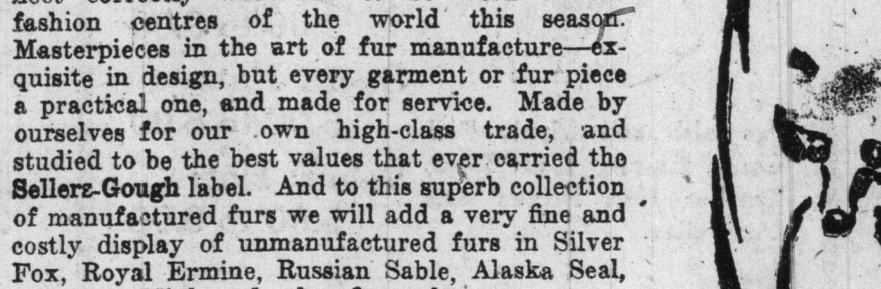 fashion centres of the world this season.
Masterpieces in the art of fur manufacture—ex-
quisite in design, but every garment or fur piece
a practical one, and made for service. Made by
ourselves for our own high-class trade, and
studied to be the best values that ever carried the
Sellers-Gough label. And to this superb collection
of manufactured furs we will add a very fine and
costly display of unmanufactured furs in Silver
Fox, Royal Ermine, Russian Sable, Alaska Seal,